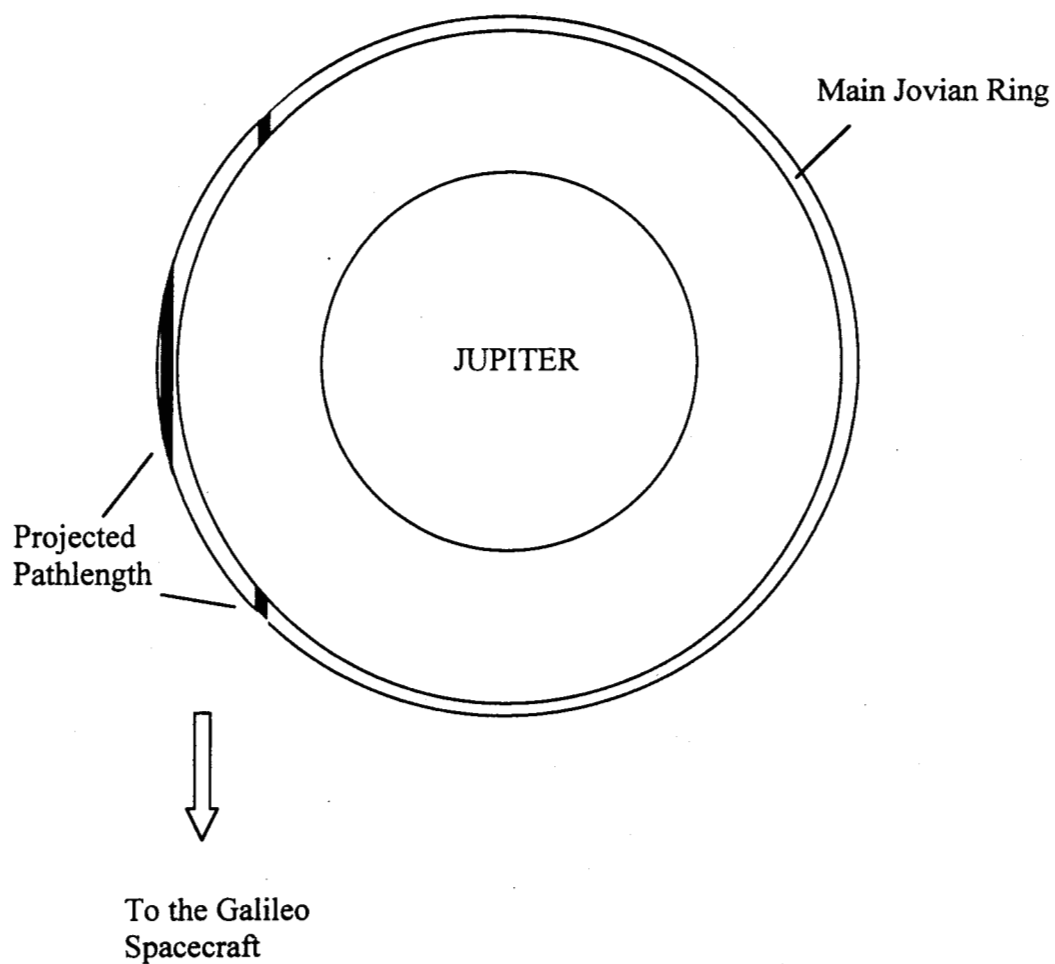 Main Jovian Ring
JUPITER
Projected
Pathlength
To the Galileo
Spacecraft